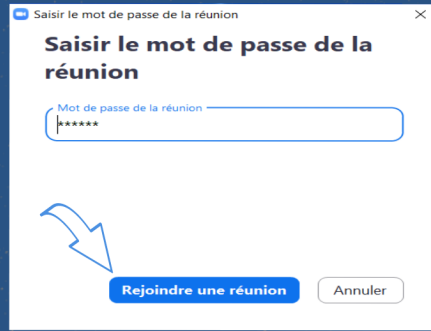 Saisir le mot de passe de la réunion
Saisir le mot de passe de la
réunion
Mot de passe de la réunion
******
Rejoindre une réunion
Annuler